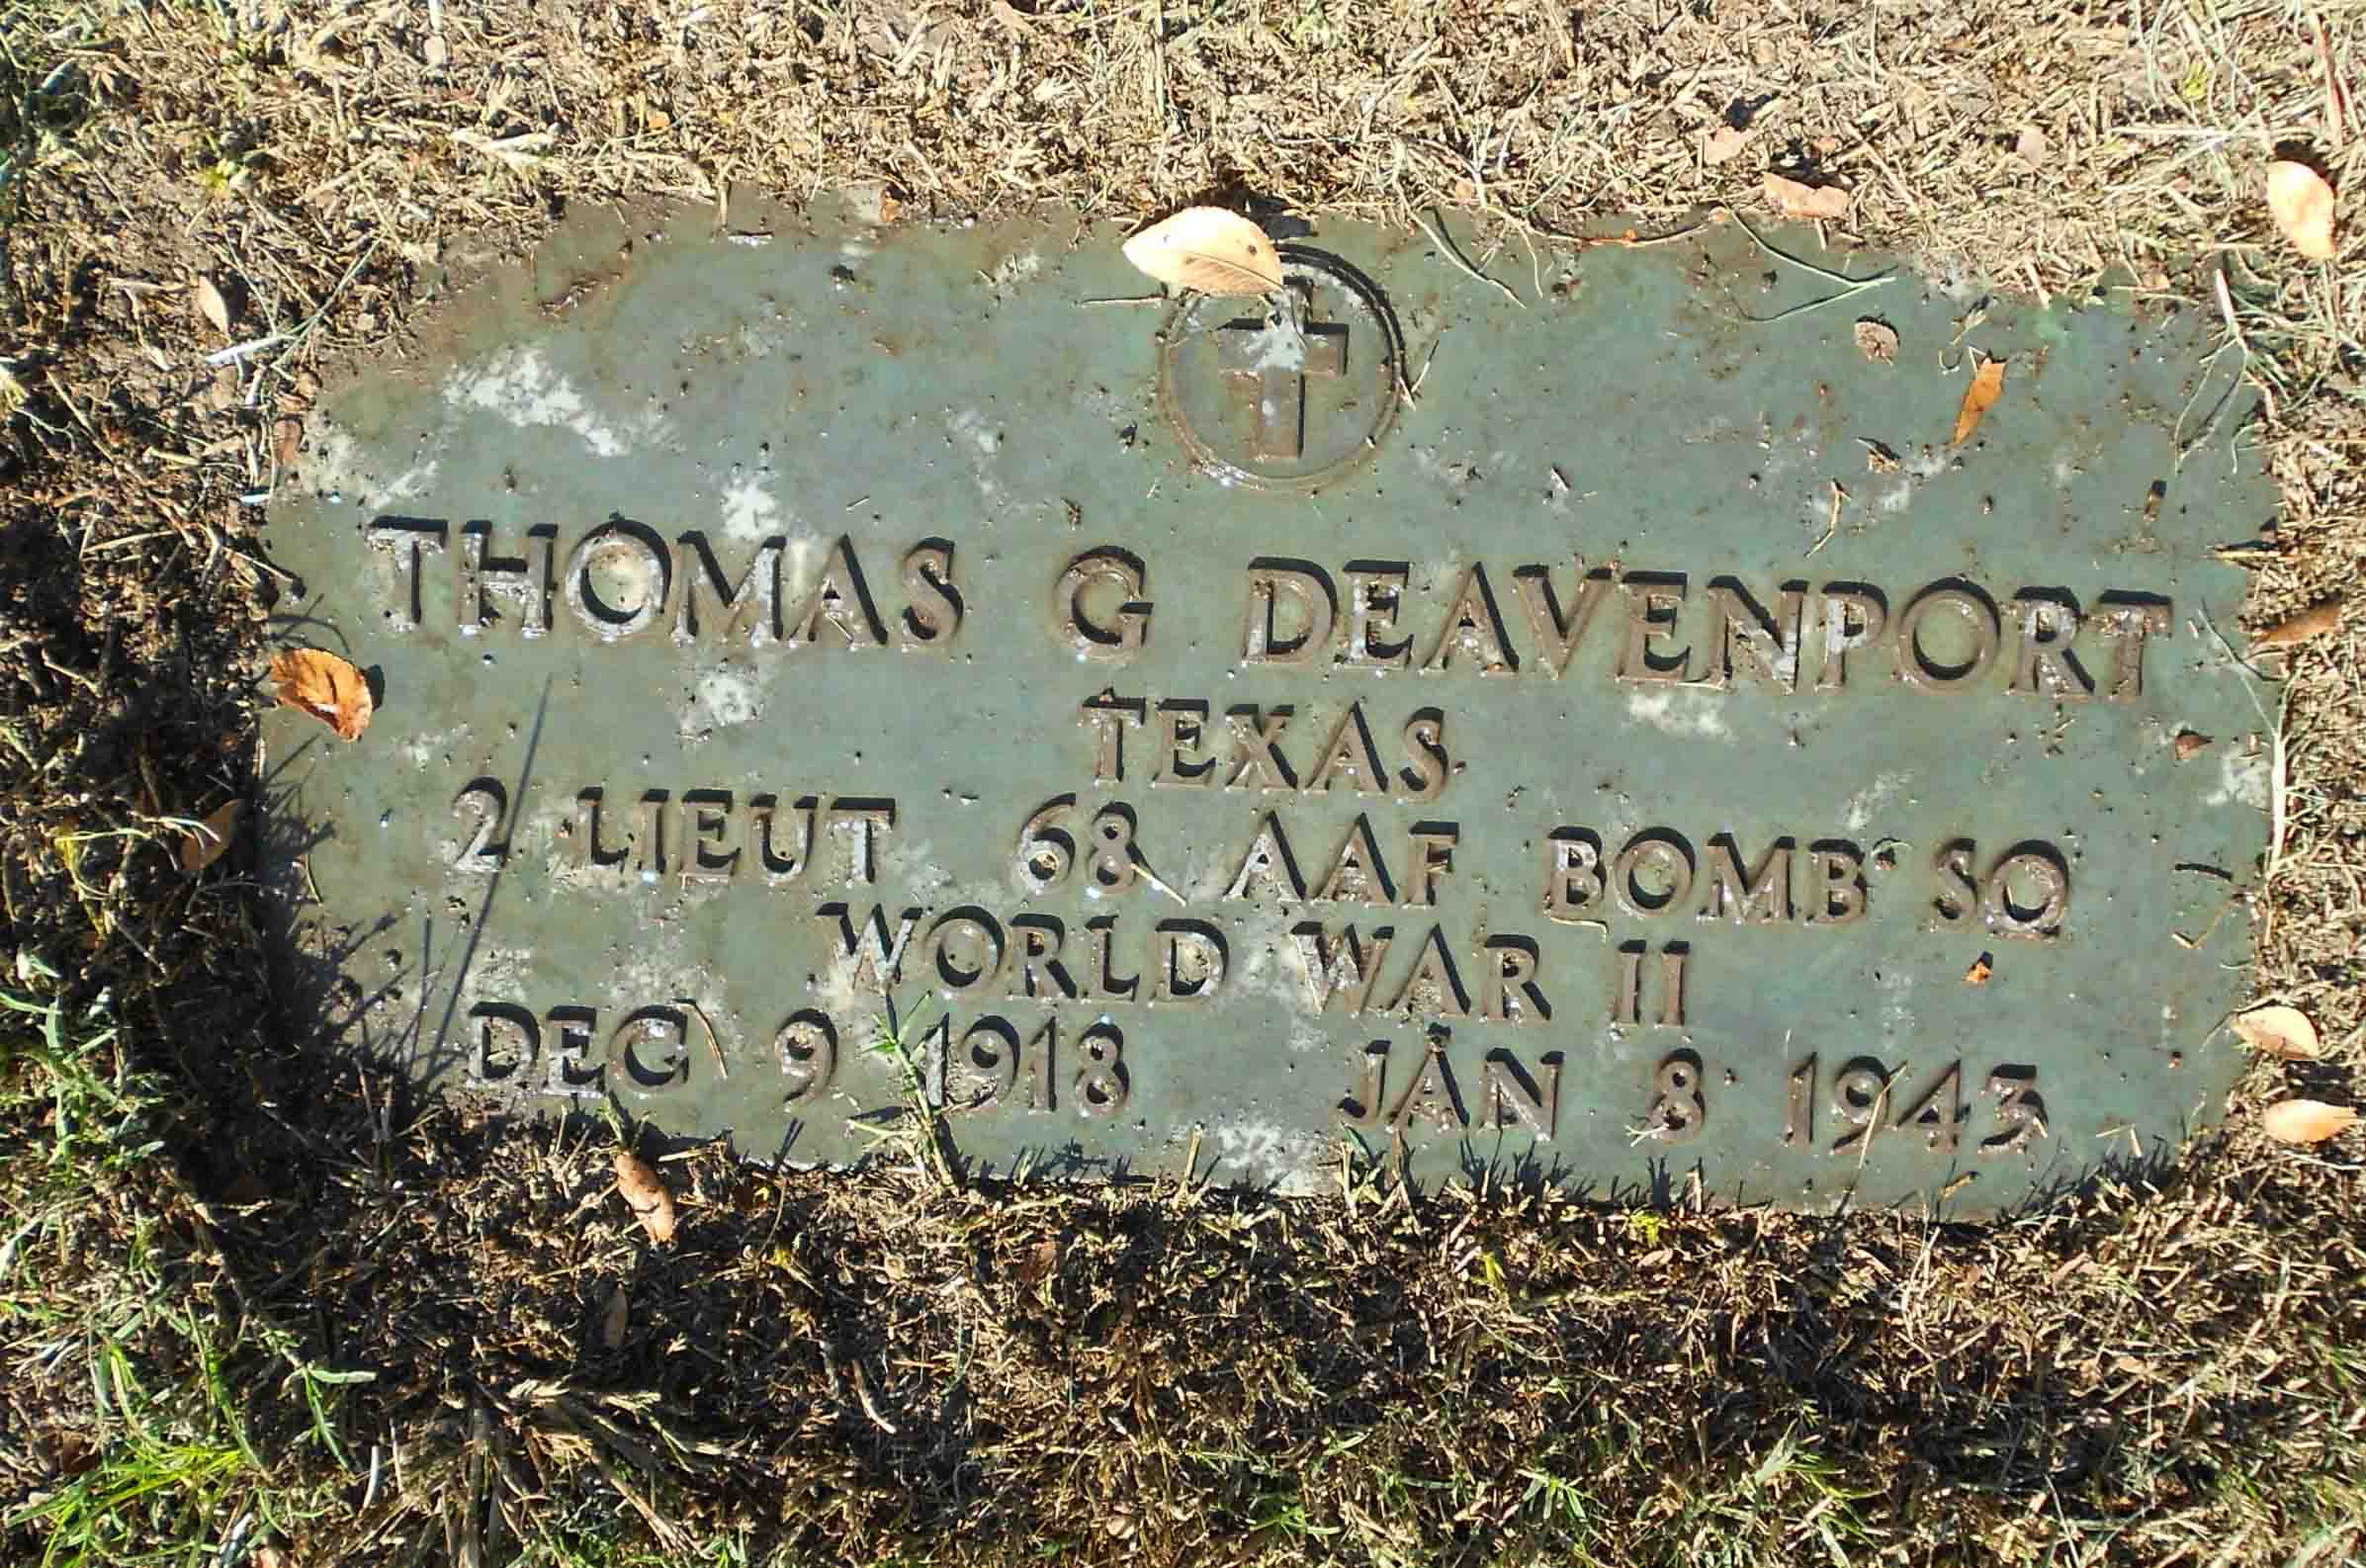 THOMAS G DEAVENPORT
TEXAS
2 LIEUT 68 AAF BOMB SQ
WORLD WAR II
DEC 9 1918 JAN 8 1943